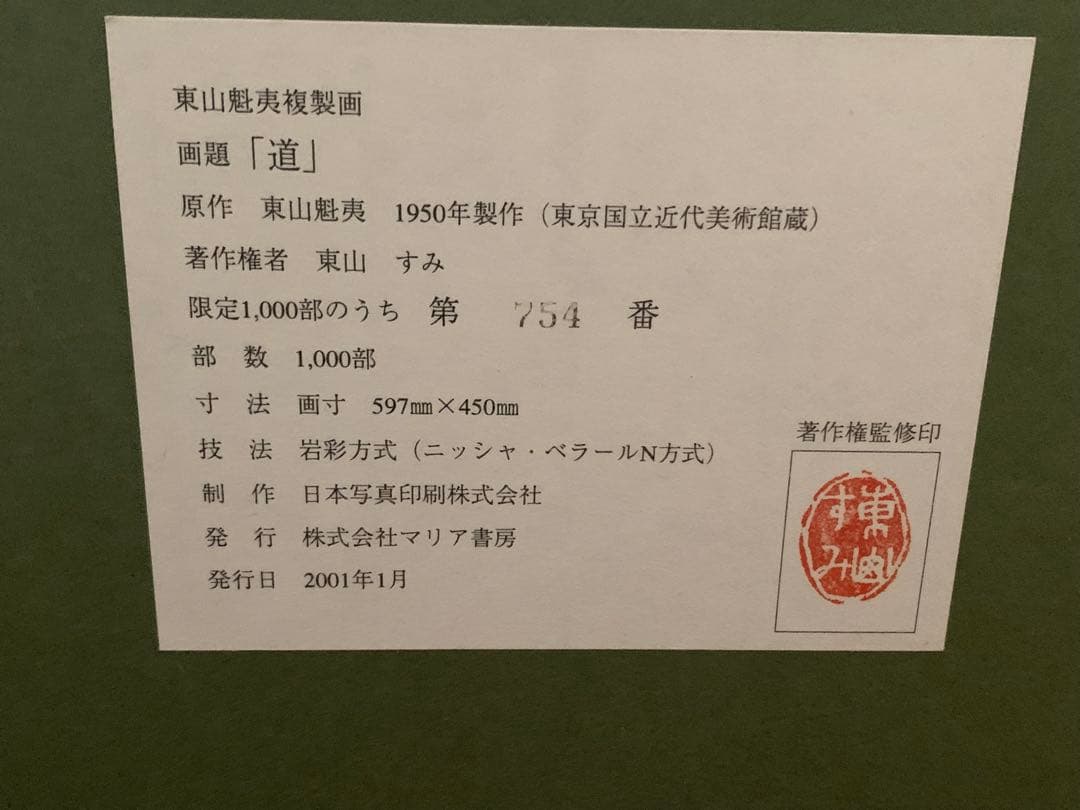 東山魁夷複製画
画題「道」
原作　東山魁夷　1950年製作（東京国立近代美術館蔵）
著作権者　東山　すみ
限定1,000部のうち　第　754　番
部　数　1,000部
寸　法　画寸　597㎜×450㎜
技　法　岩彩方式（ニッシャ・ベラールN方式）
制　作　日本写真印刷株式会社
発　行　株式会社マリア書房
発行日　2001年1月
著作権監修印
東山
すみ